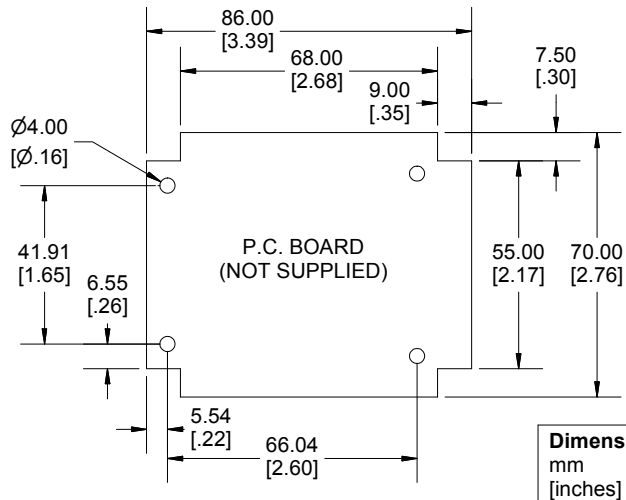 86.00
[3.39]
68.00
[2.68]
7.50
[.30]
9.00
[.35]
Ø4.00
[Ø.16]
41.91
[1.65]
6.55
[.26]
P.C. BOARD
(NOT SUPPLIED)
55.00
[2.17]
70.00
[2.76]
5.54
[.22]
66.04
[2.60]
Dimens
mm
[inches]